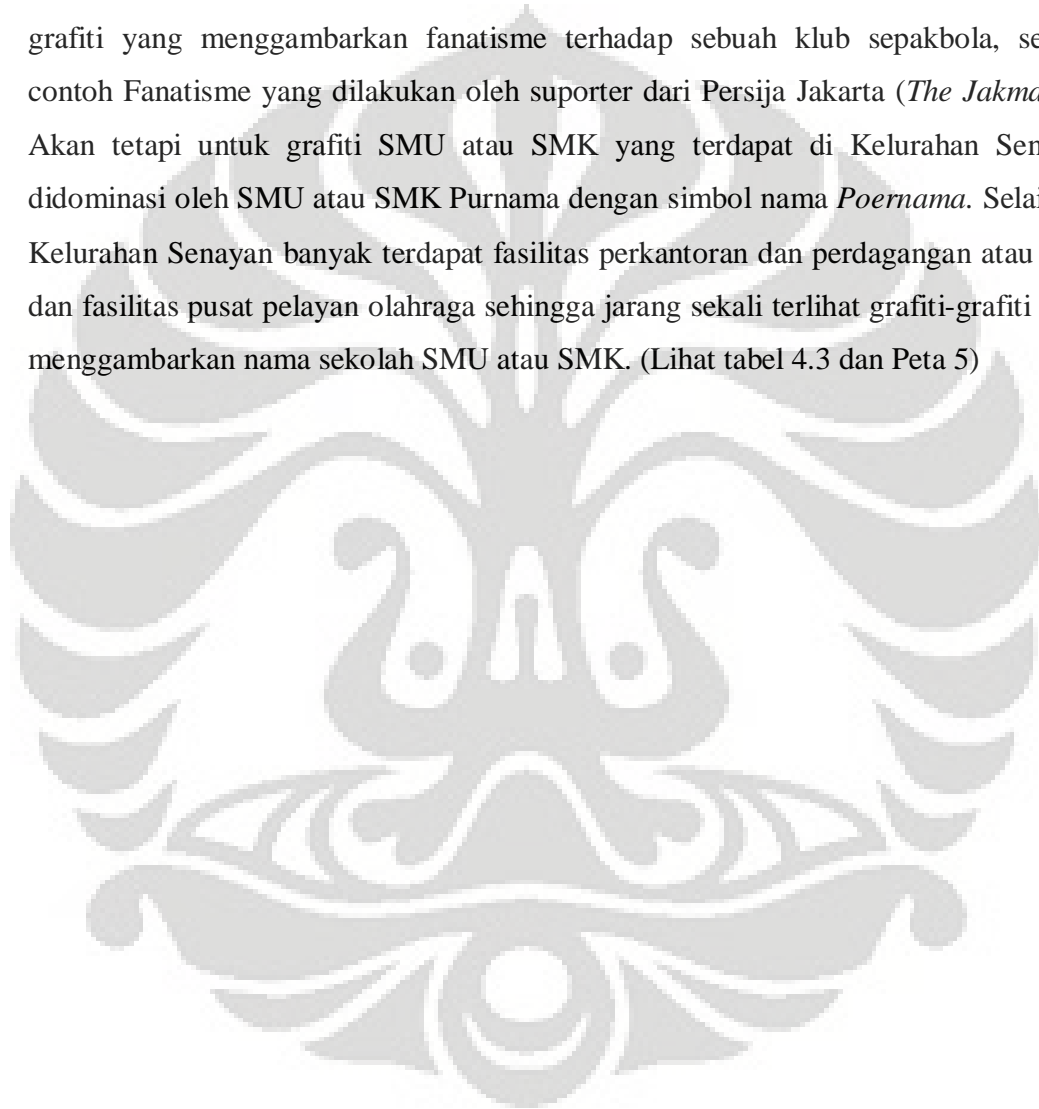 grafiti yang menggambarkan fanatisme terhadap sebuah klub sepakbola,
contoh Fanatisme yang dilakukan oleh suporter dari Persija Jakarta (The
Akan tetapi untuk grafiti SMU atau SMK yang terdapat di Kelurahan
didominasi oleh SMU atau SMK Purnama dengan simbol nama Poernama.
Kelurahan Senayan banyak terdapat fasilitas perkantoran dan perdagangan atau
dan fasilitas pusat pelayan olahraga sehingga jarang sekali terlihat grafiti-grafiti
menggambarkan nama sekolah SMU atau SMK. (Lihat tabel 4.3 dan Peta 5)